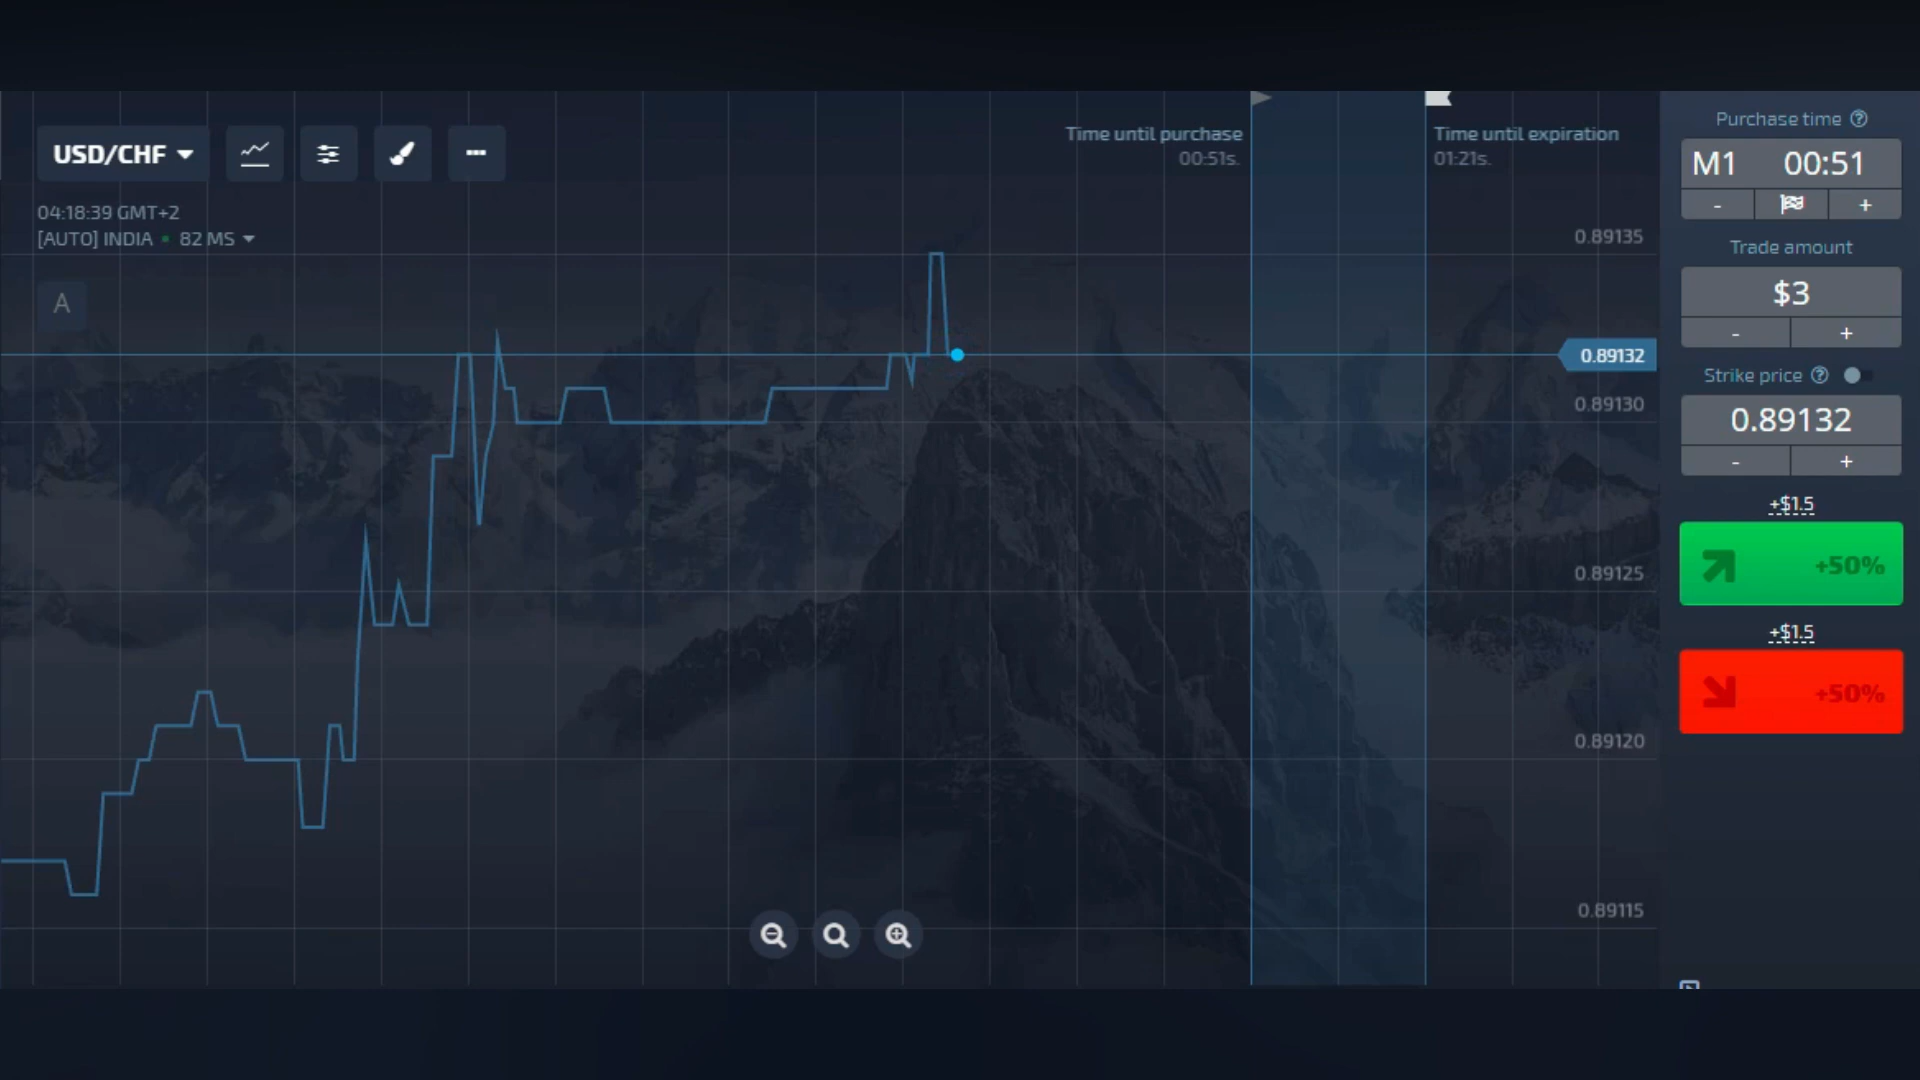 USD/CHF
04:18:39 GMT+2
[AUTO] INDIA • 82 MS
A
Time until purchase
00:51s.
Time until expiration
01:21s.
0.89135
0.89132
0.89130
0.89125
0.89120
0.89115
Purchase time ?
M1 00:51
- +
Trade amount
$3
- +
Strike price ?
0.89132
- +
+$1.5
+50%
+$1.5
+50%